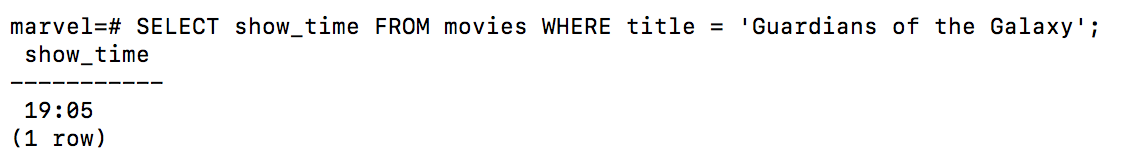 marvel=# SELECT show_time FROM movies WHERE title = 'Guardians of the Galaxy';
 show_time
-----------
 19:05
(1 row)